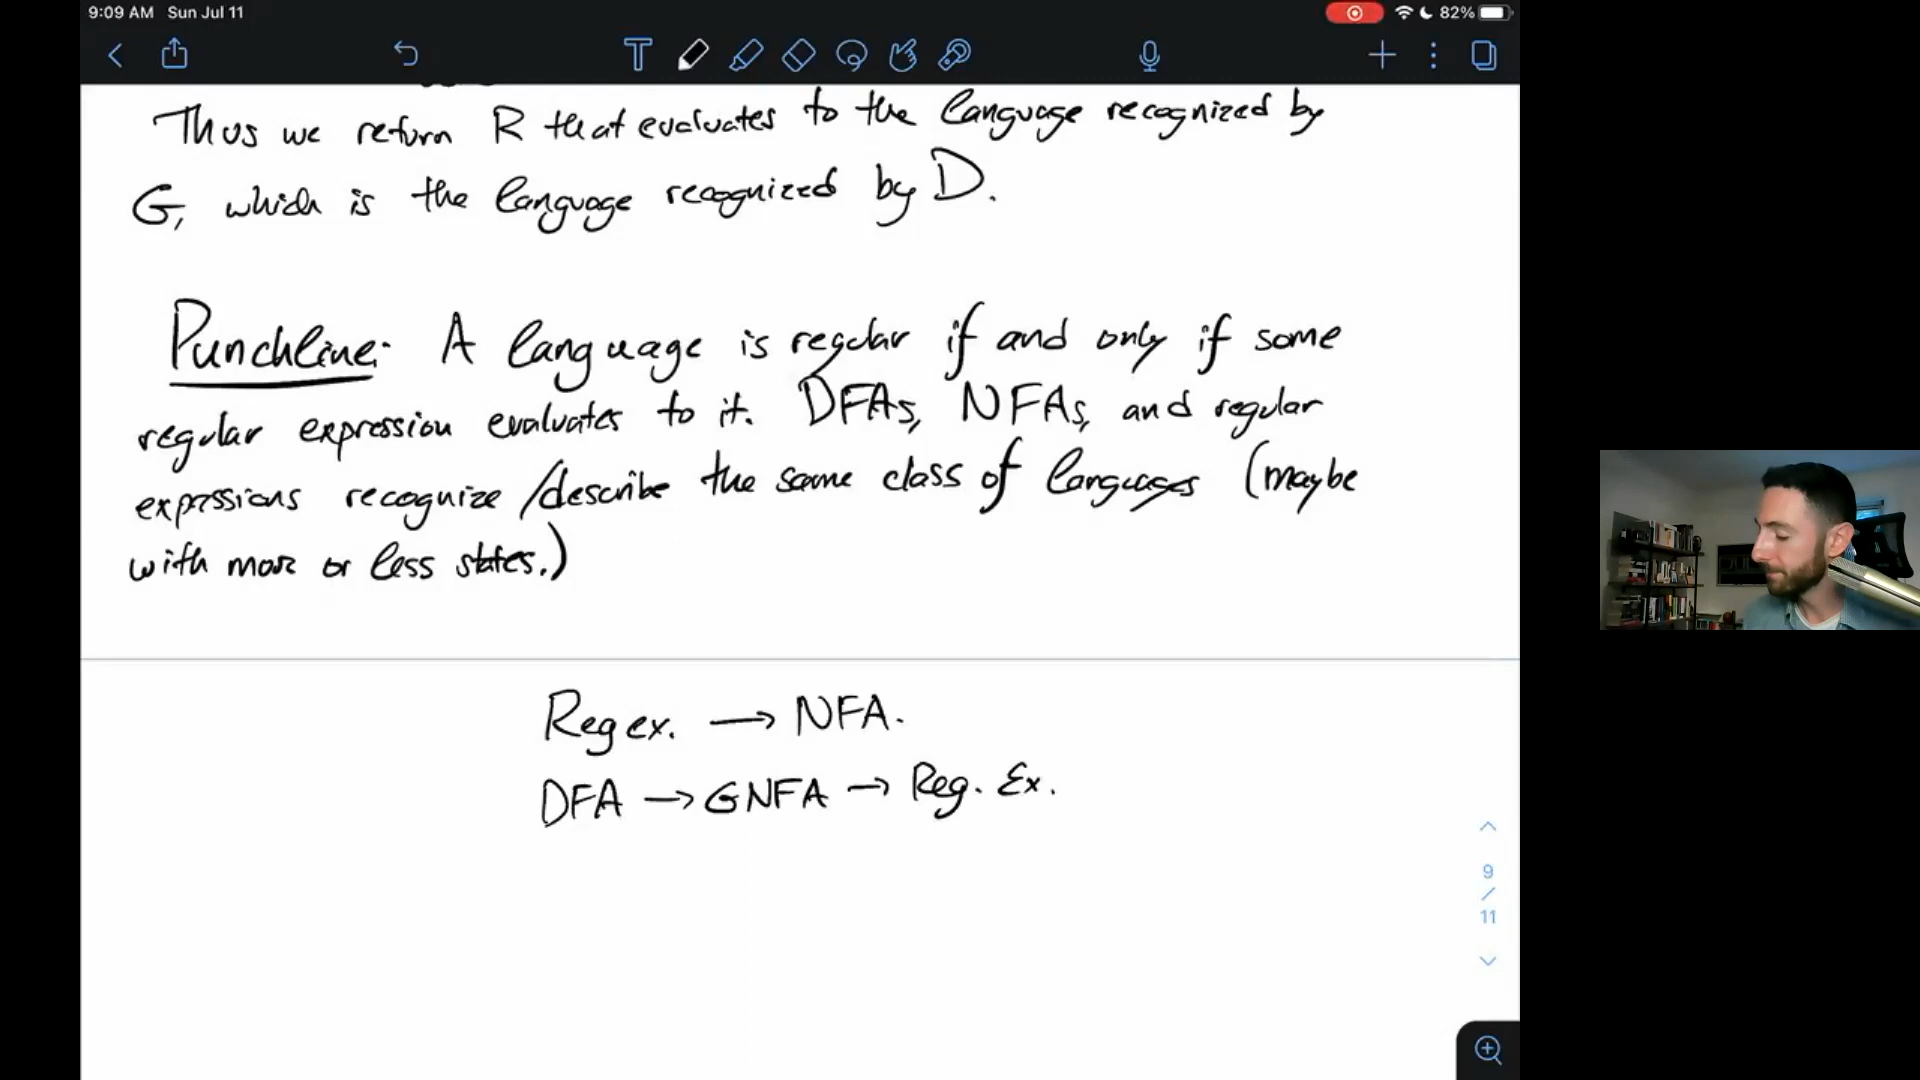 9:09 AM Sun Jul 11
82%
Thus we return R that evaluates to the language recognized by
G, which is the language recognized by D.
Punchline: A language is regular if and only if some
regular expression evaluates to it. DFAs, NFAs, and regular
expressions recognize/describe the same class of languages (maybe
with more or less states.)
Reg ex. → NFA.
DFA → GNFA → Reg. Ex.
9
/
11